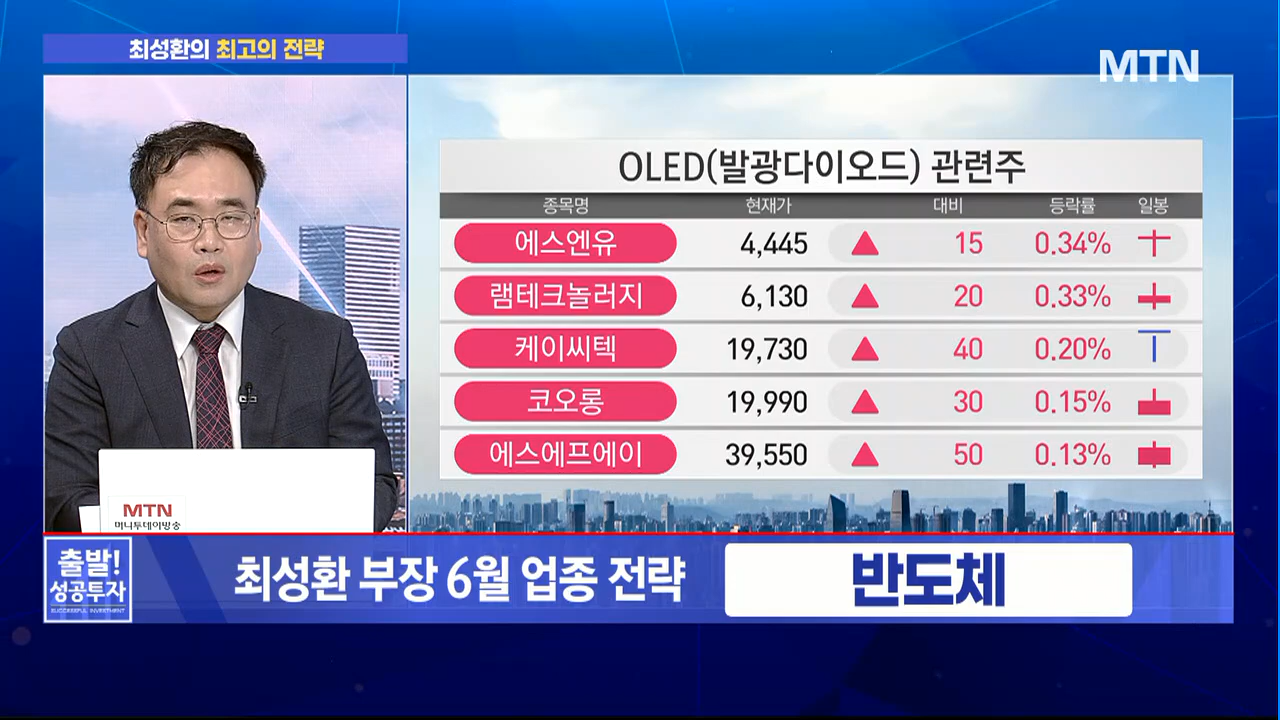 최성환의 최고의 전략
MTN
OLED(발광다이오드) 관련주
종목명 현재가 대비 등락률 일봉
에스엔유 4,445 ▲ 15 0.34%
램테크놀러지 6,130 ▲ 20 0.33%
케이씨텍 19,730 ▲ 40 0.20%
코오롱 19,990 ▲ 30 0.15%
에스에프에이 39,550 ▲ 50 0.13%
MTN
머니투데이방송
출발!
성공투자
SUCCESSFUL INVESTMENT
최성환 부장 6월 업종 전략 반도체